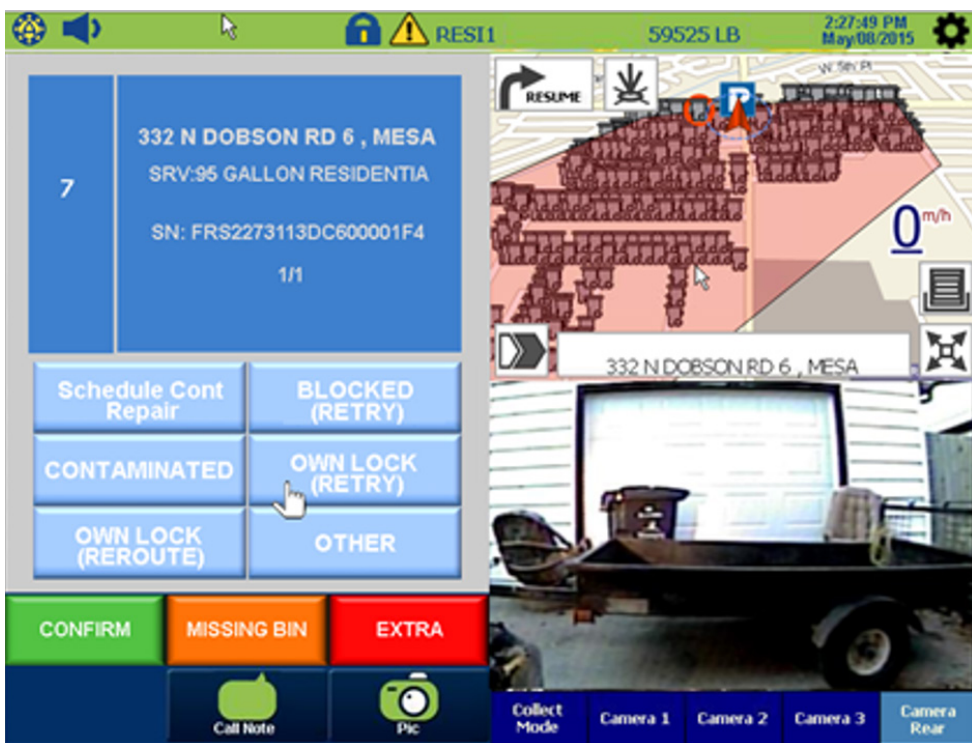 RESI1
59525 LB
2:27:49 PM
May/08/2015
7
332 N DOBSON RD 6 , MESA
SRV:95 GALLON RESIDENTIA
SN: FRS2273113DC600001F4
1/1
Schedule Cont
Repair
BLOCKED
(RETRY)
CONTAMINATED
OWN LOCK
(RETRY)
OWN LOCK
(REROUTE)
OTHER
CONFIRM
MISSING BIN
EXTRA
Call Note
Pic
RESUME
W 5th Pl
P
0 m/h
332 N DOBSON RD 6 , MESA
Collect
Mode
Camera 1
Camera 2
Camera 3
Camera
Rear